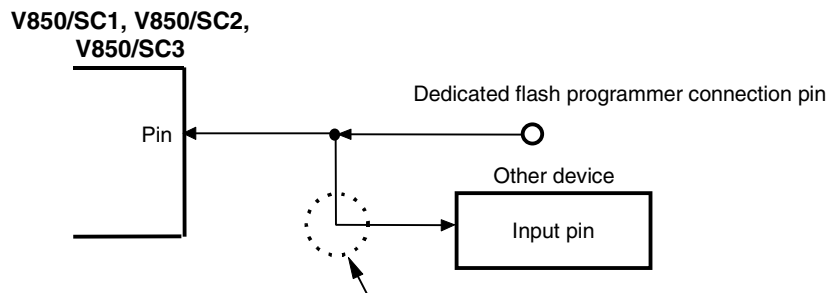 V850/SC1, V850/SC2,
V850/SC3
Dedicated flash programmer connection pin
Pin
Other device
Input pin